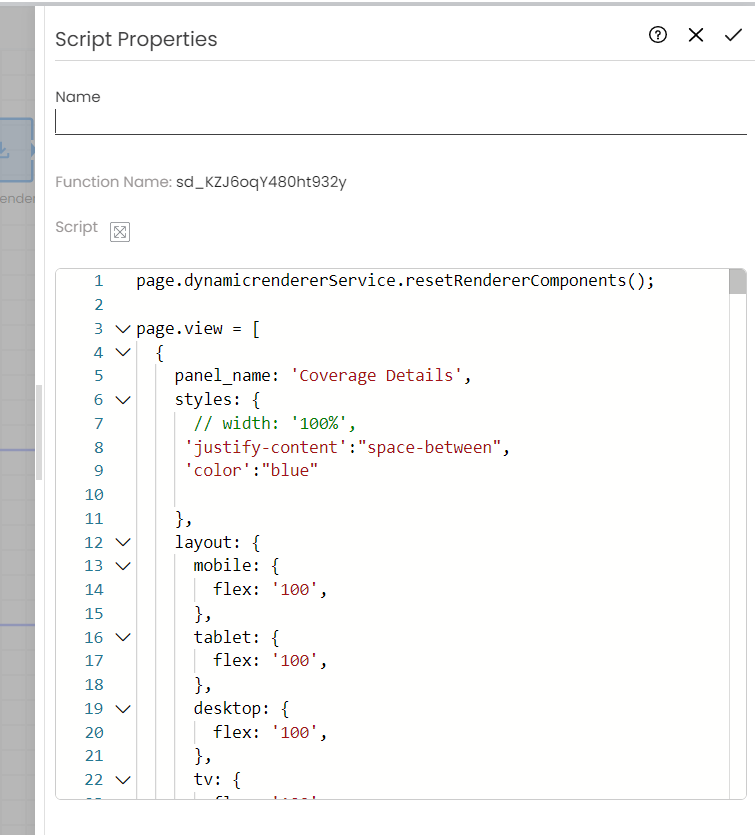 Script Properties
Name
Function Name: sd_KZJ6oqY480ht932y
Script
ender
1 page.dynamicrendererService.resetRendererComponents();
2
3 page.view = [
4 {
5 panel_name: 'Coverage Details',
6 styles: {
7 // width: '100%',
8 'justify-content':"space-between",
9 'color':"blue"
10
11 },
12 layout: {
13 mobile: {
14 flex: '100',
15 },
16 tablet: {
17 flex: '100',
18 },
19 desktop: {
20 flex: '100',
21 },
22 tv: {